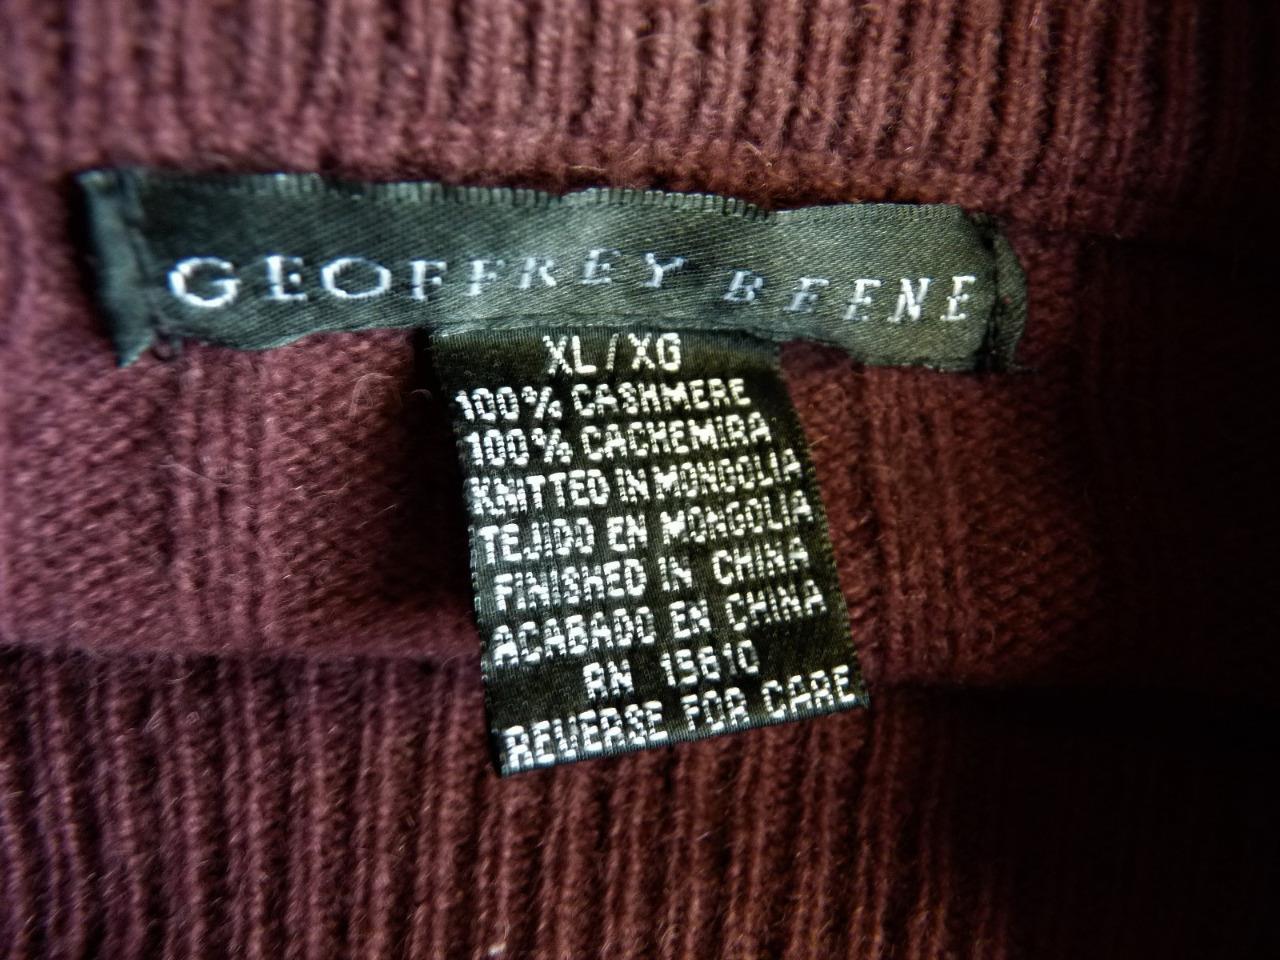 GEOFFREY BEENE
XL/XG
100% CASHMERE
100% CACHEMIRA
KNITTED IN MONGOLIA
TEJIDO EN MONGOLIA
FINISHED IN CHINA
ACABADO EN CHINA
RN 15610
REVERSE FOR CARE